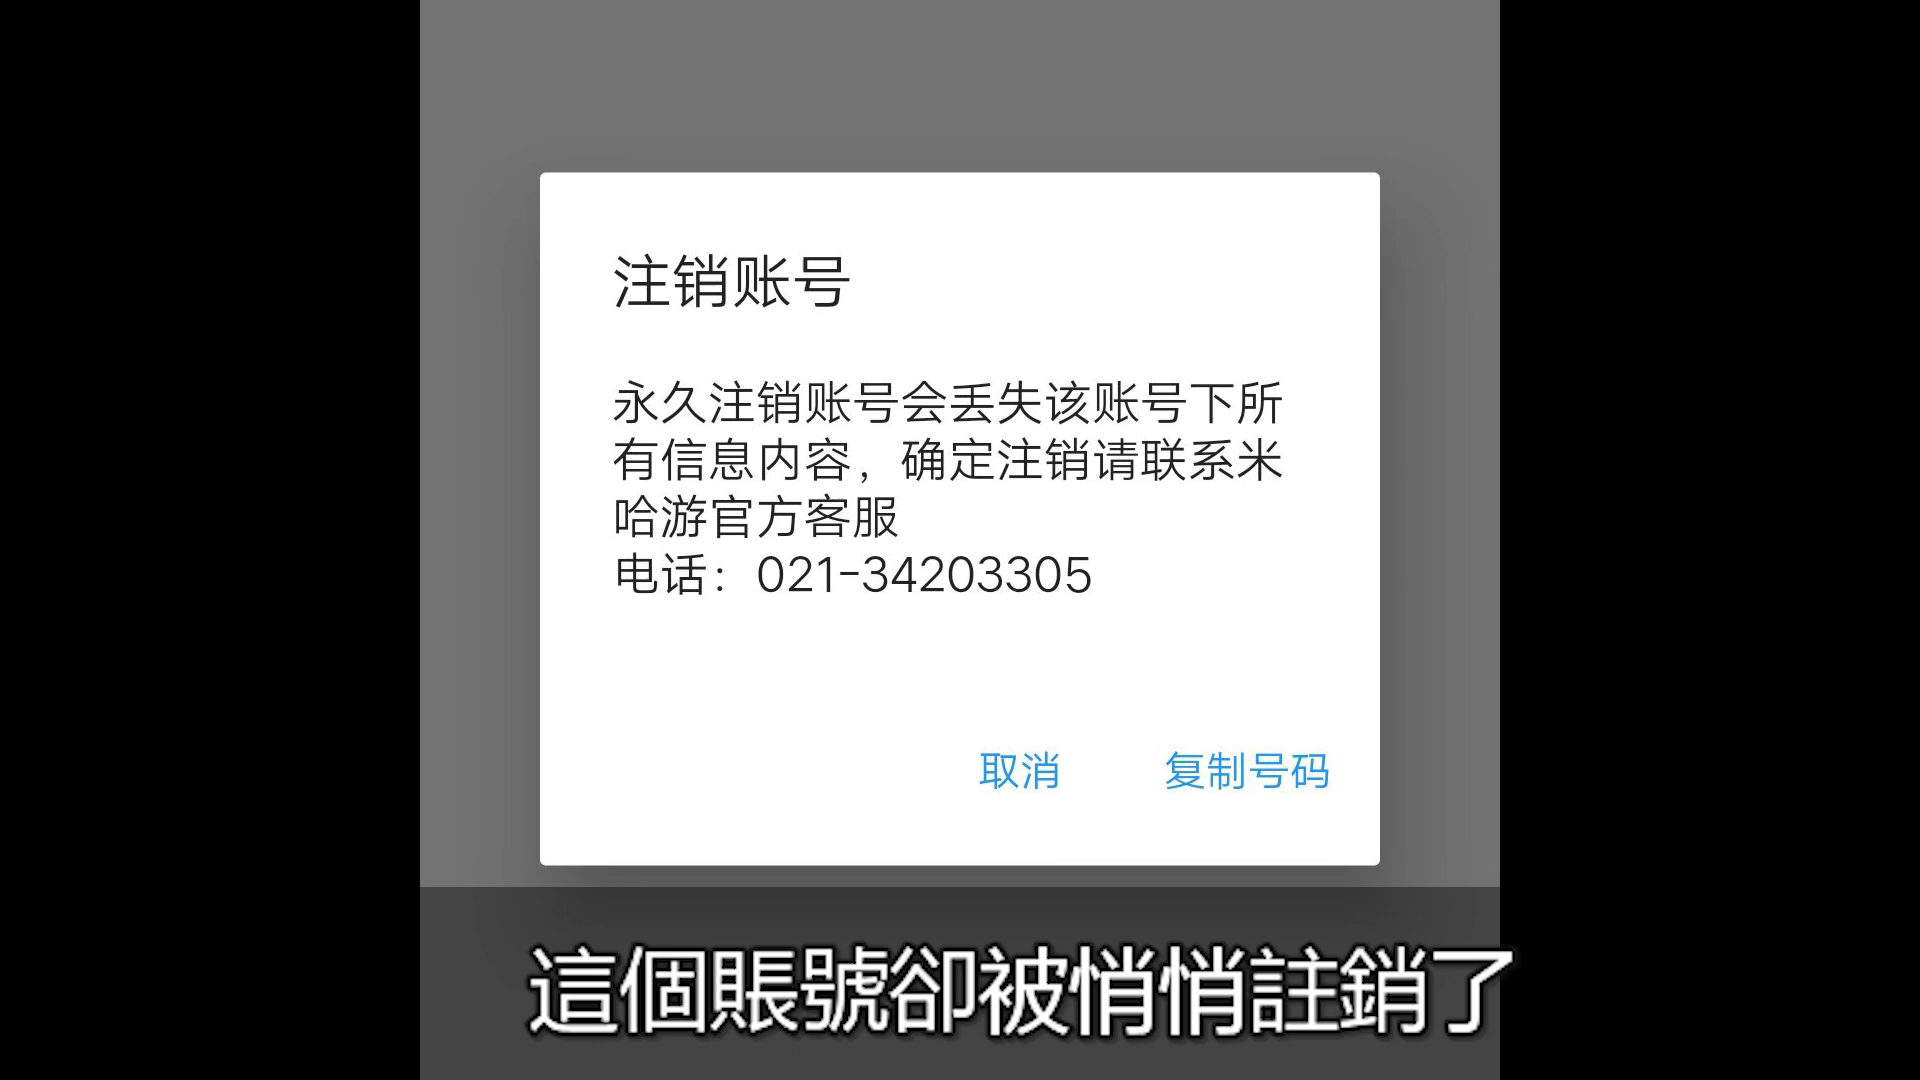 注销账号
永久注销账号会丢失该账号下所
有信息内容，确定注销请联系米
哈游官方客服
电话：021-34203305
取消 复制号码
這個賬號卻被悄悄註銷了